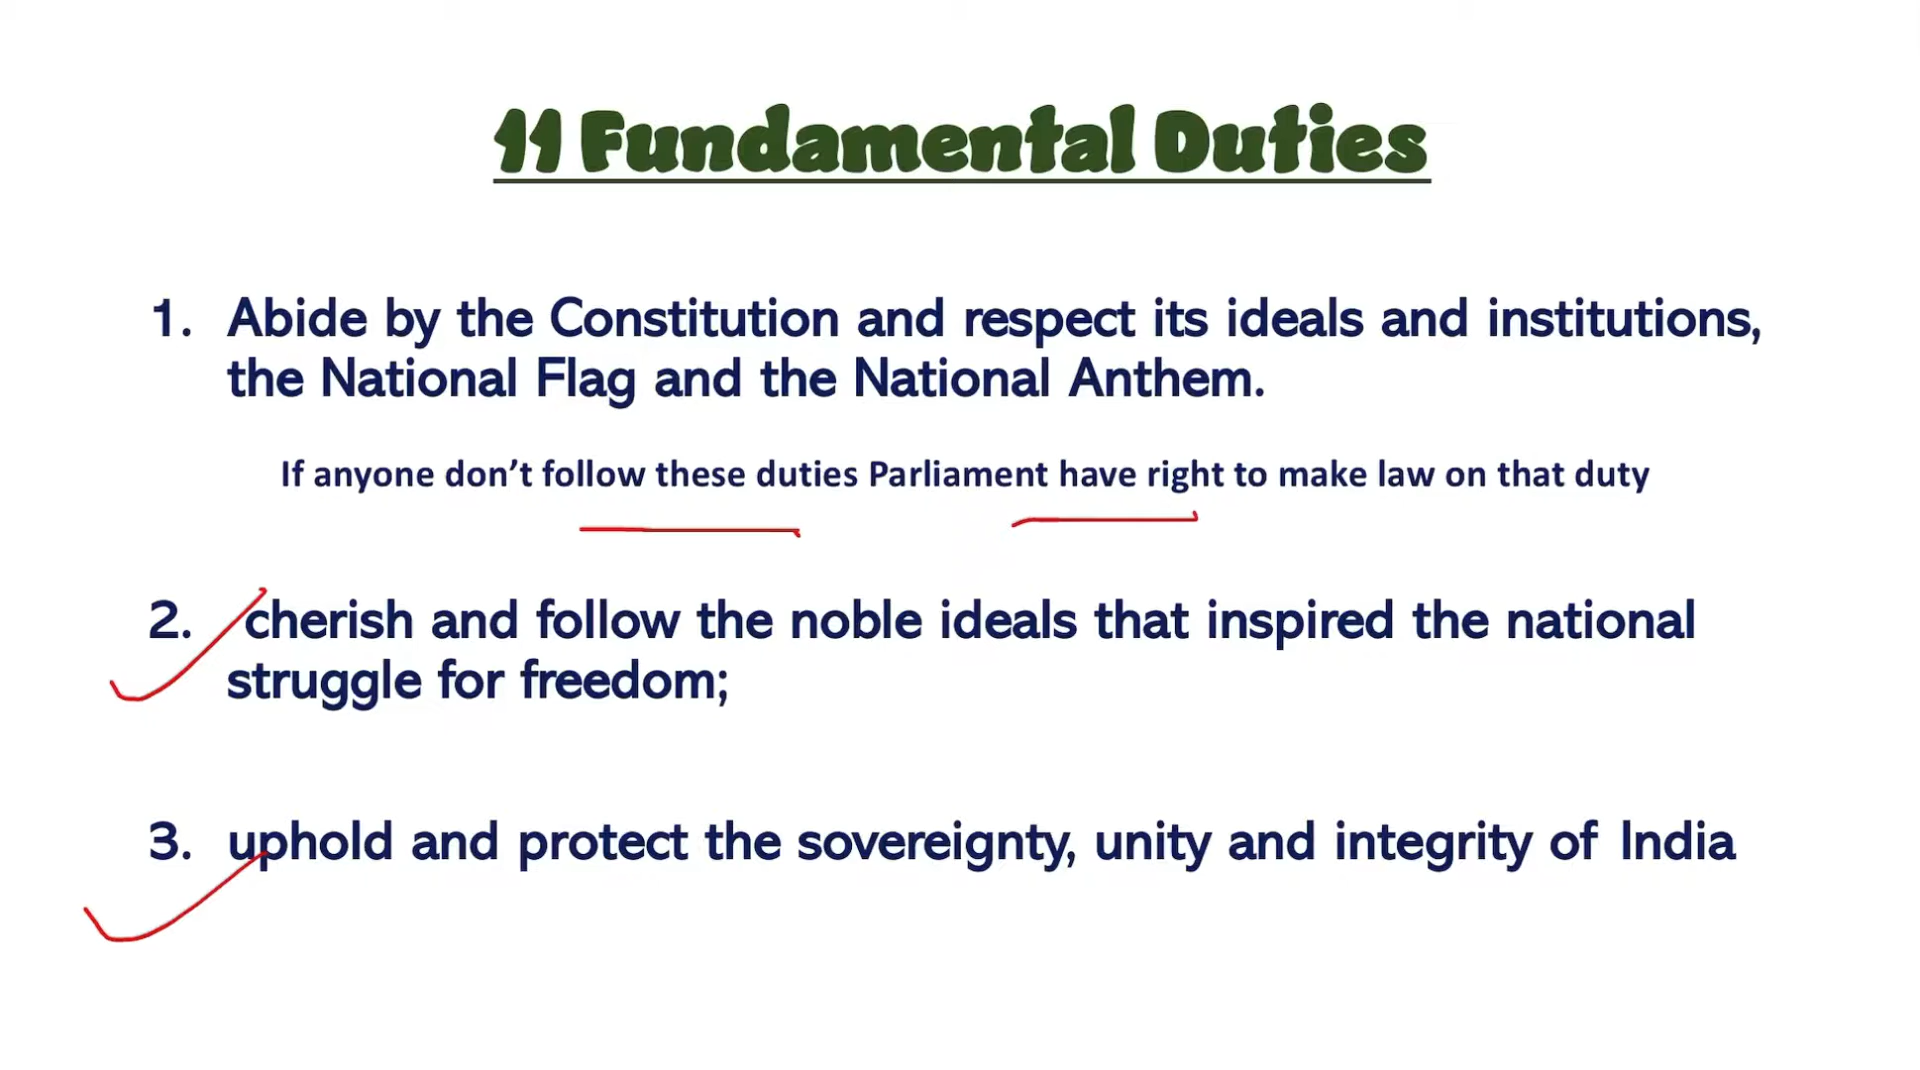 11 Fundamental Duties
1. Abide by the Constitution and respect its ideals and institutions,
the National Flag and the National Anthem.
If anyone don’t follow these duties Parliament have right to make law on that duty
2. cherish and follow the noble ideals that inspired the national
struggle for freedom;
3. uphold and protect the sovereignty, unity and integrity of India